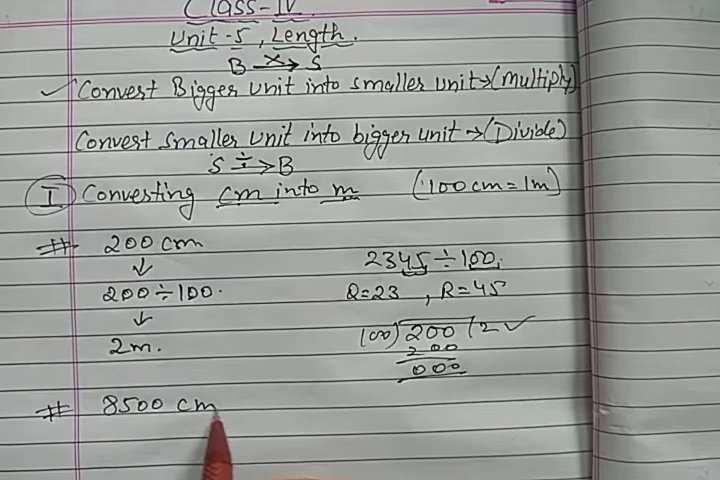 Class-IV
Unit-5, Length.
B x→ S
✓ Convert Bigger unit into smaller unit→(multiply)
Convert smaller unit into bigger unit→(Divide)
S ÷→ B
I Converting cm into m (100cm=1m)
# 200 cm
↓
200÷100.
↓
2m.
2345÷100.
Q=23 , R=45
100)200(2✓
200
000
# 8500 cm